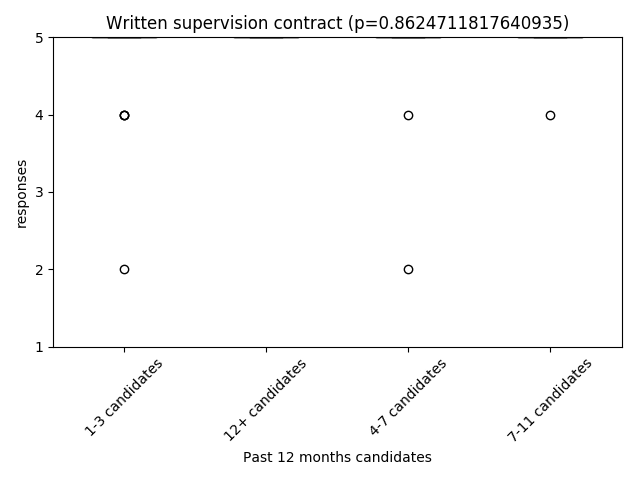 Written supervision contract (p=0.8624711817640935)
5
4
3
2
1
responses
1-3 candidates
12+ candidates
4-7 candidates
7-11 candidates
Past 12 months candidates